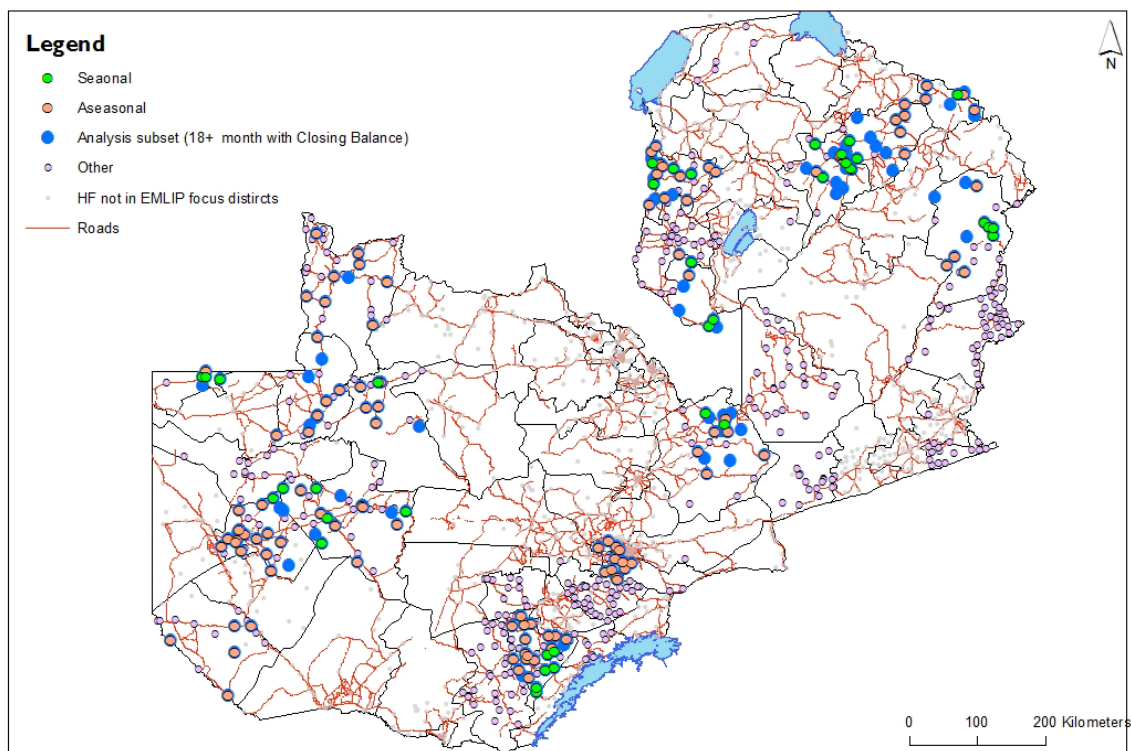 Legend
Seaonal
Aseasonal
Analysis subset (18+ month with Closing Balance)
Other
HF not in EMLIP focus distircts
Roads
N
0 100 200 Kilometers